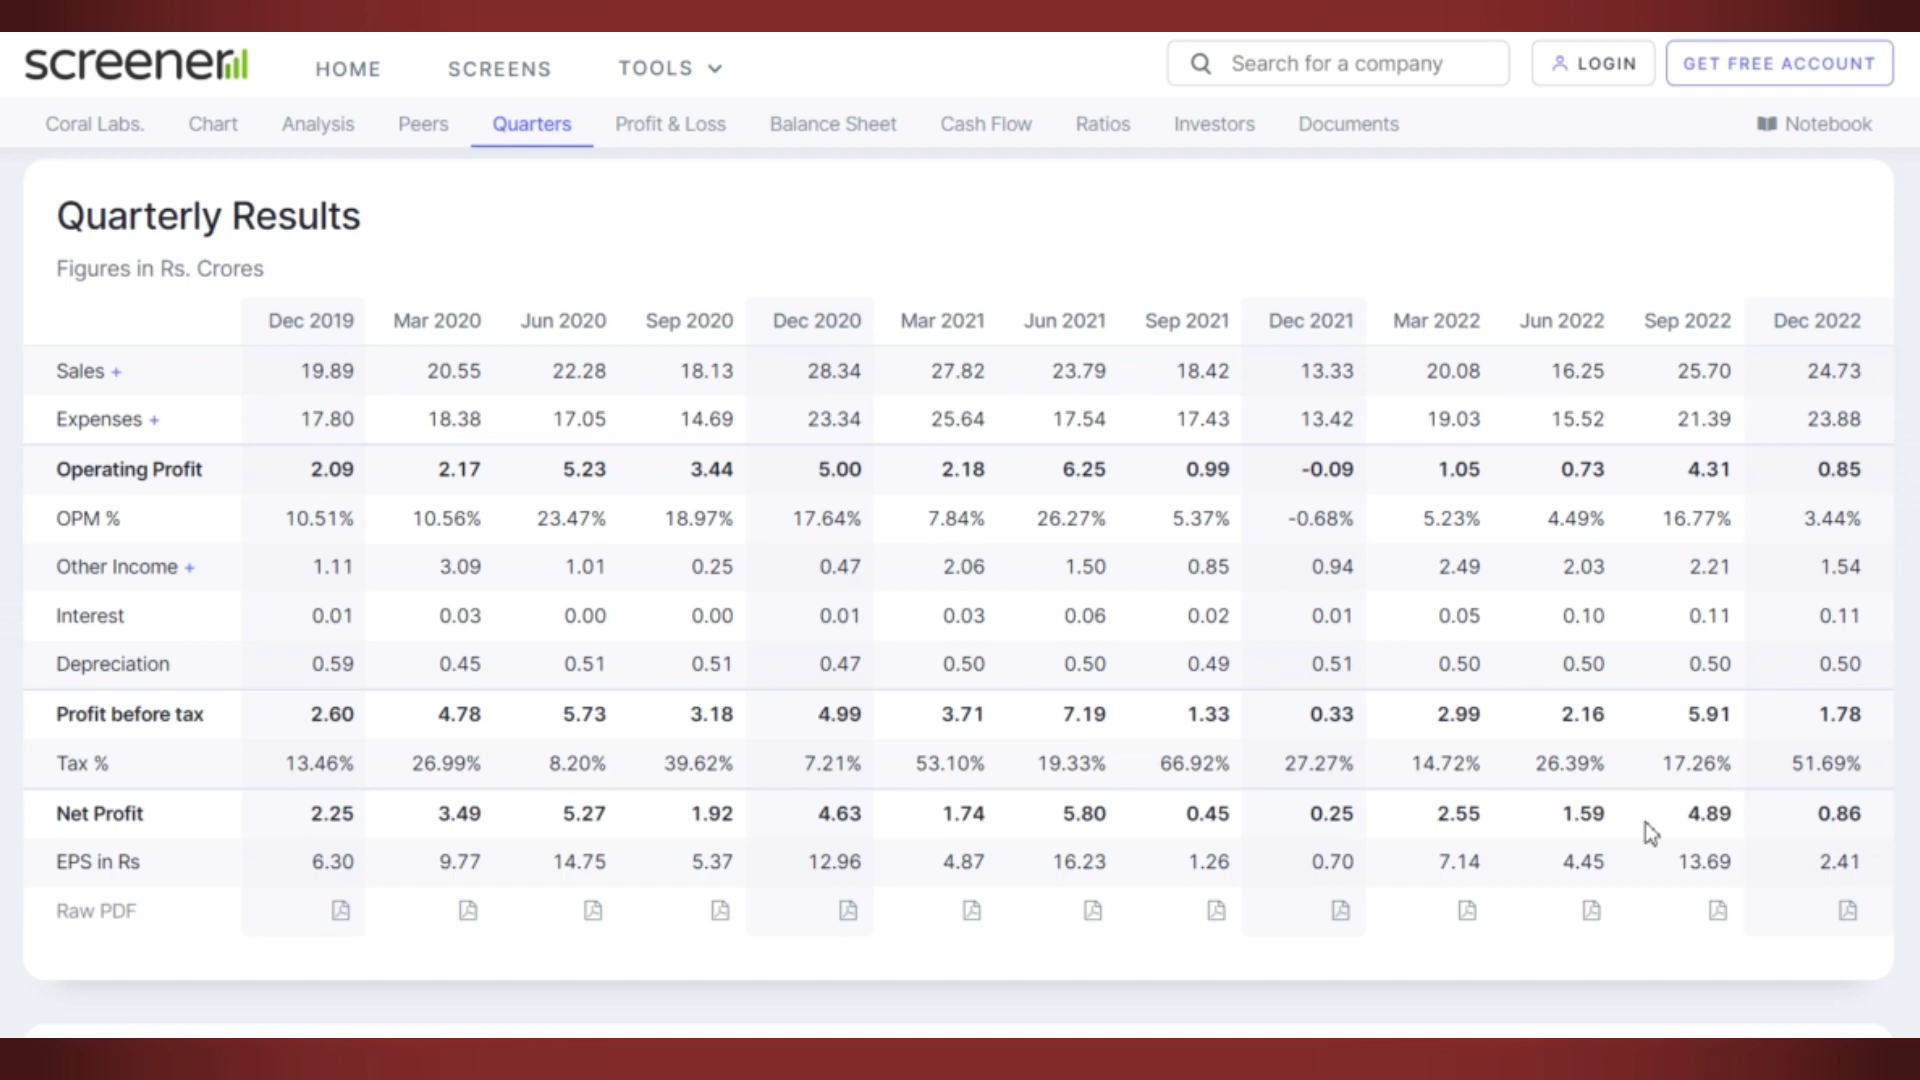 screener
HOME SCREENS TOOLS
Search for a company
LOGIN
GET FREE ACCOUNT
Coral Labs. Chart Analysis Peers Quarters Profit & Loss Balance Sheet Cash Flow Ratios Investors Documents Notebook
Quarterly Results
Figures in Rs. Crores
Dec 2019 Mar 2020 Jun 2020 Sep 2020 Dec 2020 Mar 2021 Jun 2021 Sep 2021 Dec 2021 Mar 2022 Jun 2022 Sep 2022 Dec 2022
Sales + 19.89 20.55 22.28 18.13 28.34 27.82 23.79 18.42 13.33 20.08 16.25 25.70 24.73
Expenses + 17.80 18.38 17.05 14.69 23.34 25.64 17.54 17.43 13.42 19.03 15.52 21.39 23.88
Operating Profit 2.09 2.17 5.23 3.44 5.00 2.18 6.25 0.99 -0.09 1.05 0.73 4.31 0.85
OPM % 10.51% 10.56% 23.47% 18.97% 17.64% 7.84% 26.27% 5.37% -0.68% 5.23% 4.49% 16.77% 3.44%
Other Income + 1.11 3.09 1.01 0.25 0.47 2.06 1.50 0.85 0.94 2.49 2.03 2.21 1.54
Interest 0.01 0.03 0.00 0.00 0.01 0.03 0.06 0.02 0.01 0.05 0.10 0.11 0.11
Depreciation 0.59 0.45 0.51 0.51 0.47 0.50 0.50 0.49 0.51 0.50 0.50 0.50 0.50
Profit before tax 2.60 4.78 5.73 3.18 4.99 3.71 7.19 1.33 0.33 2.99 2.16 5.91 1.78
Tax % 13.46% 26.99% 8.20% 39.62% 7.21% 53.10% 19.33% 66.92% 27.27% 14.72% 26.39% 17.26% 51.69%
Net Profit 2.25 3.49 5.27 1.92 4.63 1.74 5.80 0.45 0.25 2.55 1.59 4.89 0.86
EPS in Rs 6.30 9.77 14.75 5.37 12.96 4.87 16.23 1.26 0.70 7.14 4.45 13.69 2.41
Raw PDF